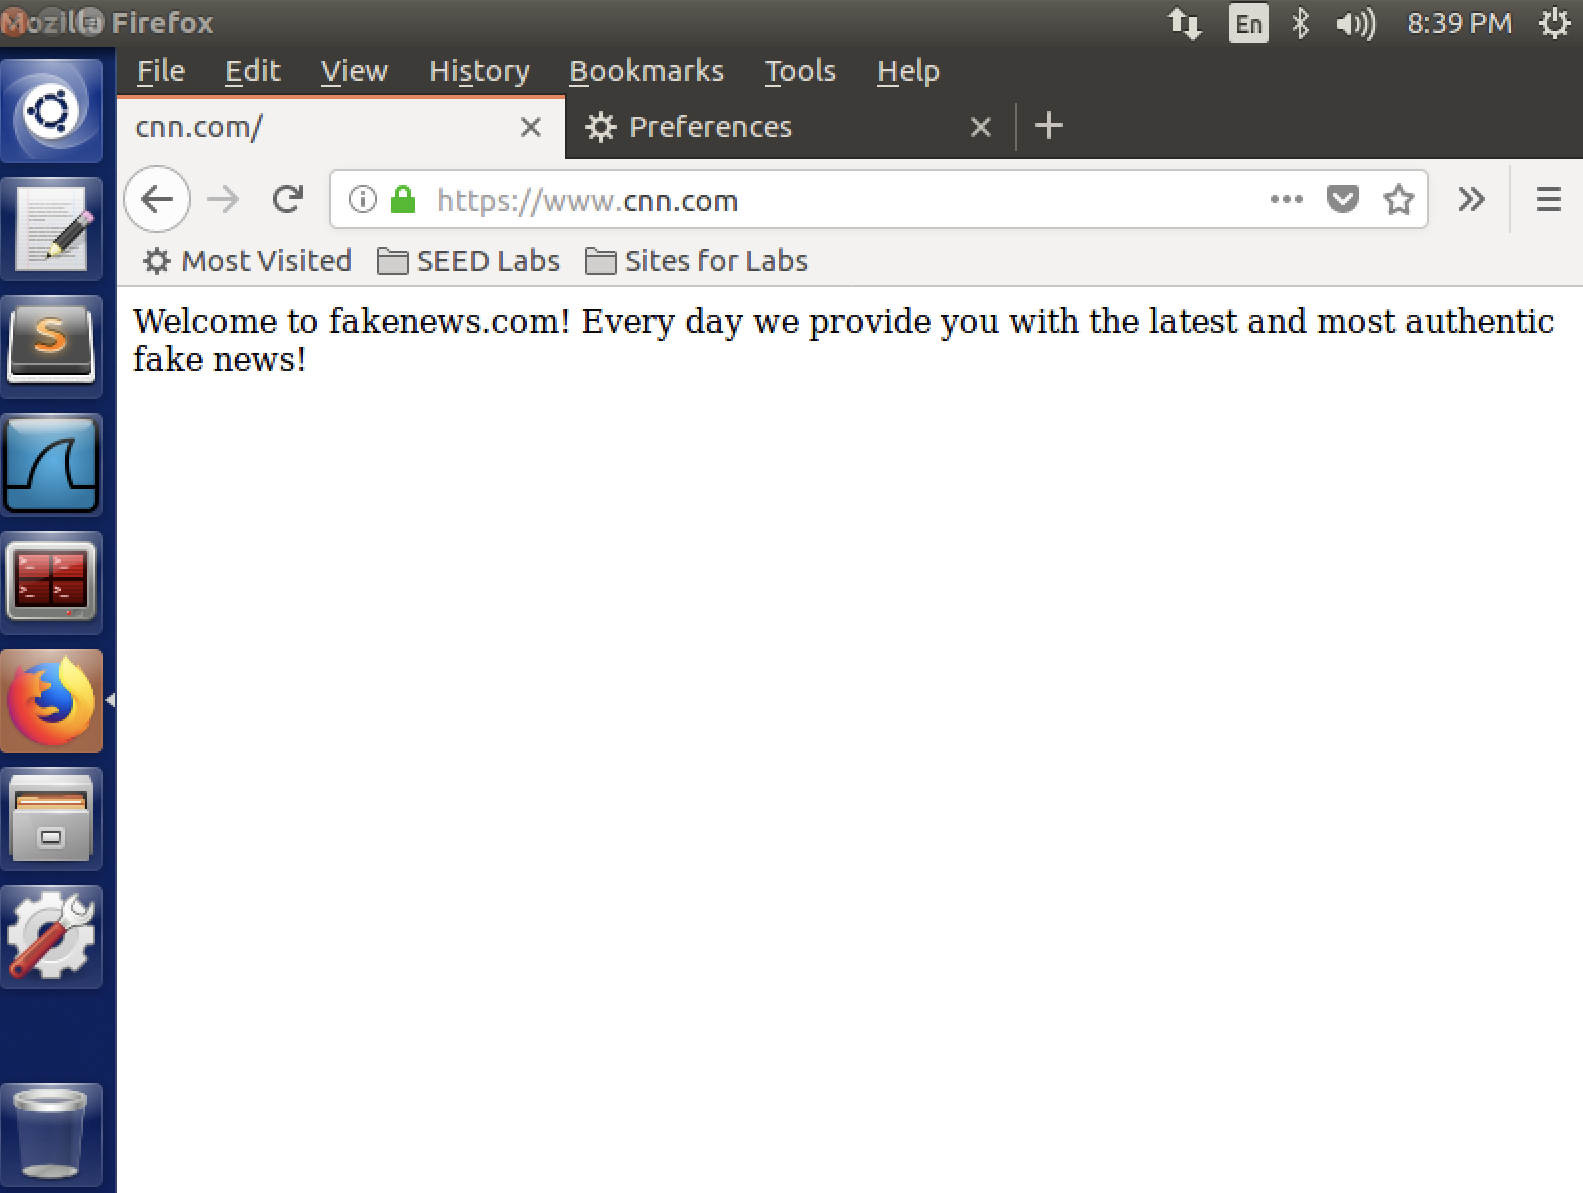 Mozilla Firefox
En
8:39 PM
File Edit View History Bookmarks Tools Help
cnn.com/
Preferences
https://www.cnn.com
Most Visited SEED Labs Sites for Labs
Welcome to fakenews.com! Every day we provide you with the latest and most authentic
fake news!
S